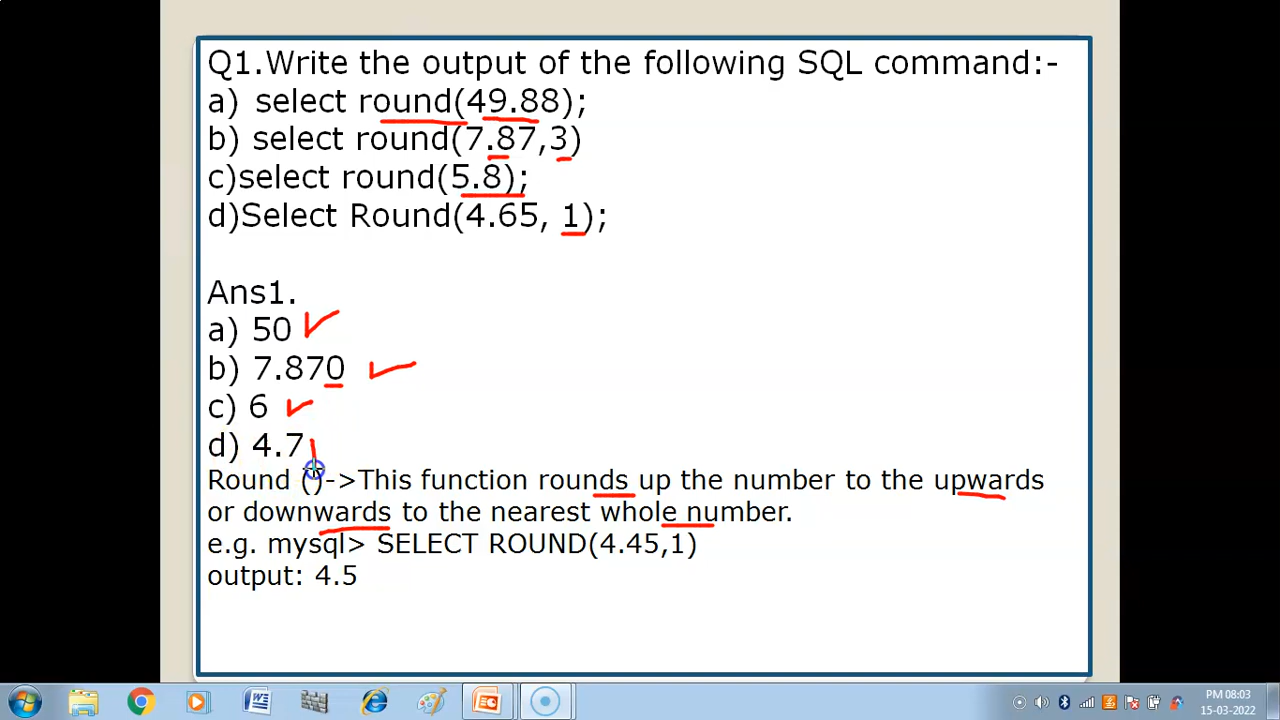 Q1.Write the output of the following SQL command:-
a) select round(49.88);
b) select round(7.87,3)
c)select round(5.8);
d)Select Round(4.65, 1);
Ans1.
a) 50
b) 7.870
c) 6
d) 4.7
Round ()->This function rounds up the number to the upwards
or downwards to the nearest whole number.
e.g. mysql> SELECT ROUND(4.45,1)
output: 4.5
PM 08:03
15-03-2022